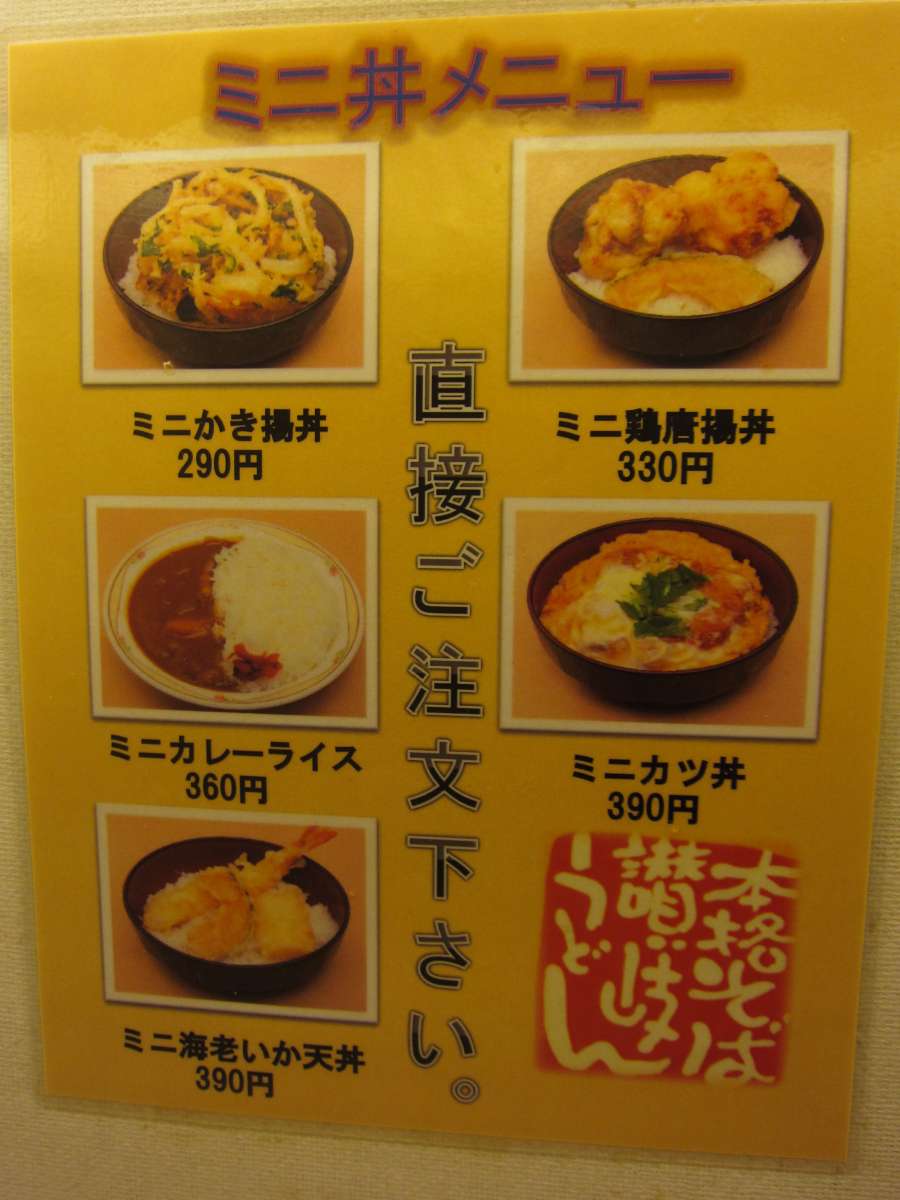 ミニ丼メニュー
ミニかき揚丼
290円
ミニ鶏唐揚丼
330円
直接ご注文下さい。
ミニカレーライス
360円
ミニカツ丼
390円
ミニ海老いか天丼
390円
本格そば
讃岐
うどん